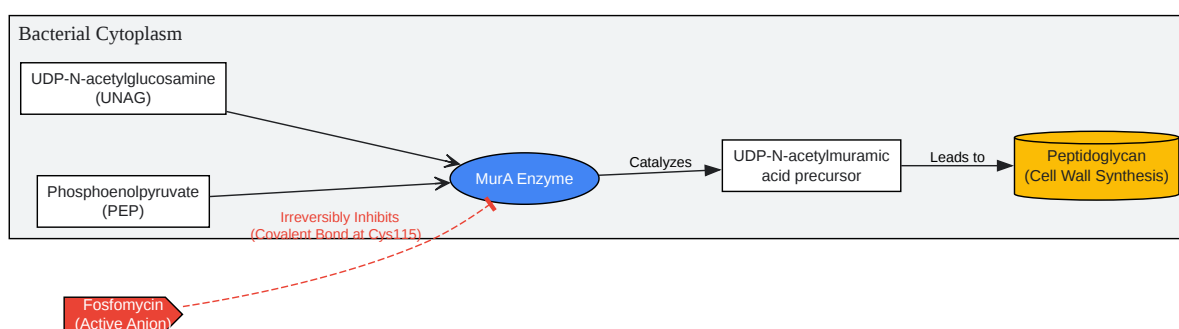 Bacterial Cytoplasm
UDP-N-acetylglucosamine
(UNAG)
Phosphoenolpyruvate
(PEP)
MurA Enzyme
Catalyzes
UDP-N-acetylmuramic
acid precursor
Leads to
Peptidoglycan
(Cell Wall Synthesis)
Irreversibly Inhibits
(Covalent Bond at Cys115)
Fosfomycin
(Active Anion)